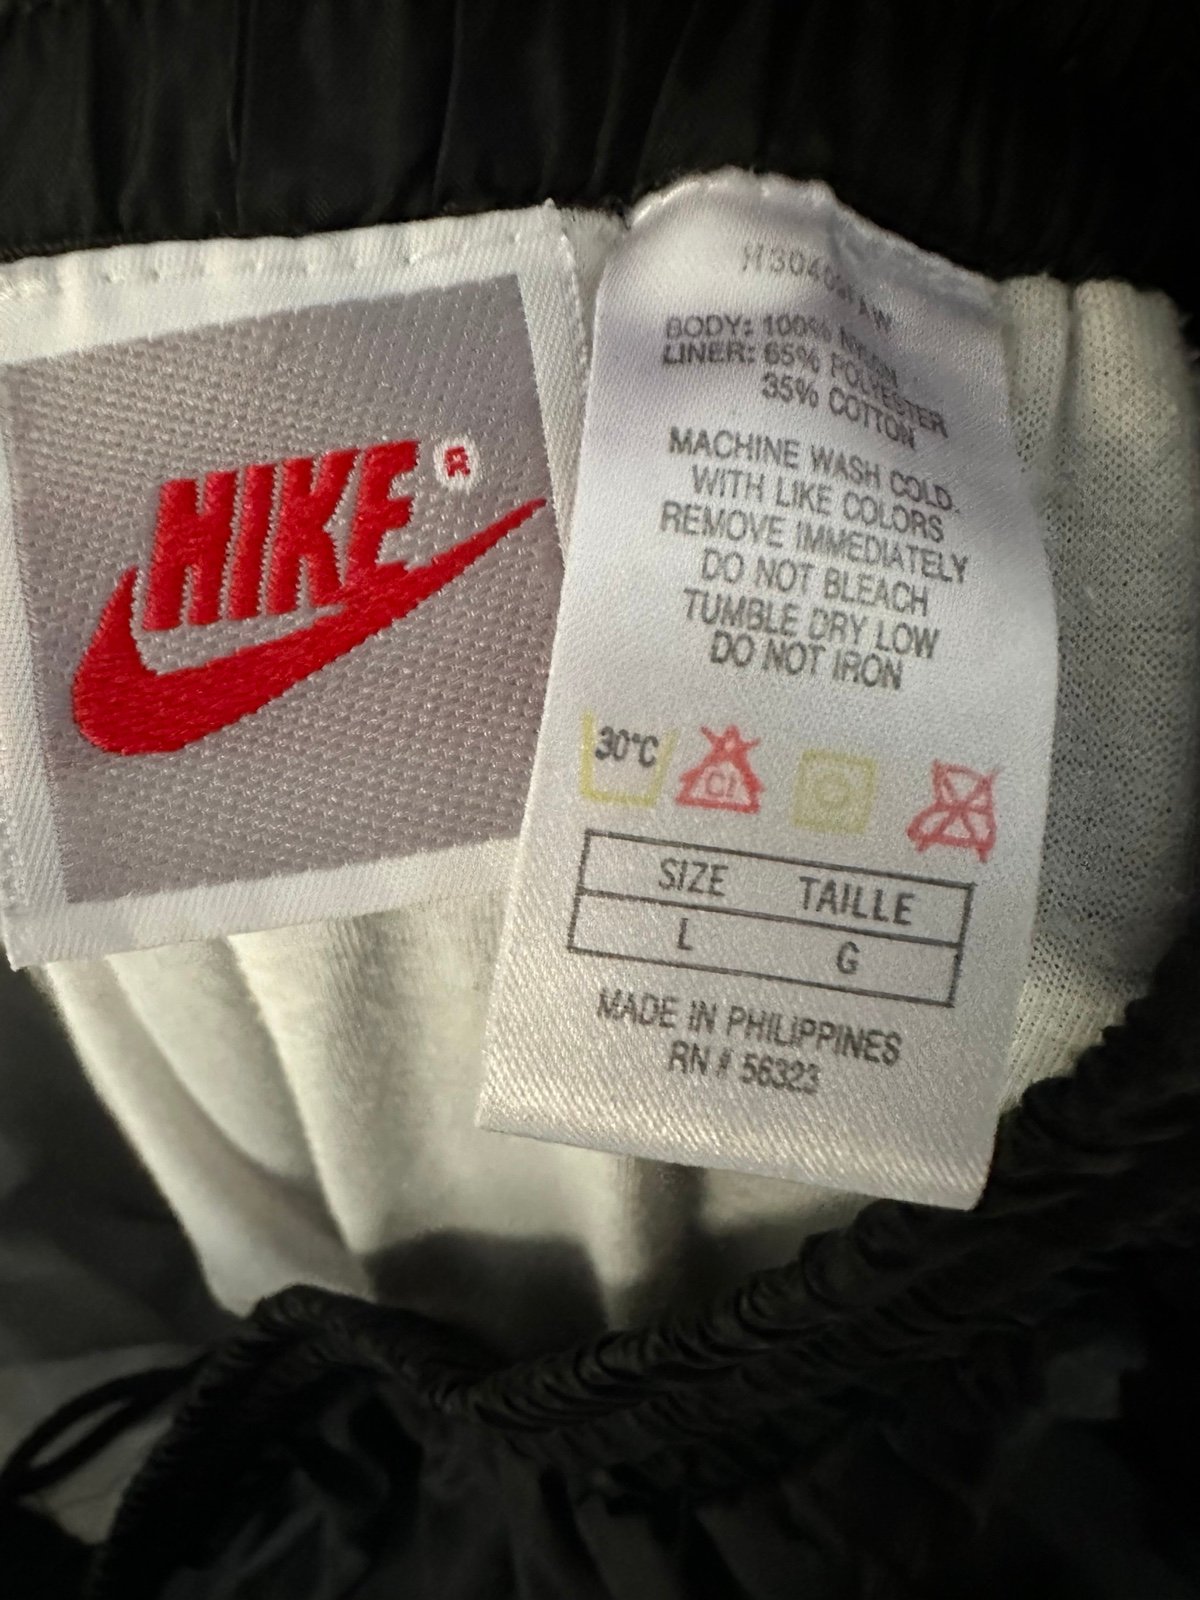 NIKE®
BODY: 100% NYLON
LINER: 65% POLYESTER
35% COTTON
MACHINE WASH COLD.
WITH LIKE COLORS
REMOVE IMMEDIATELY
DO NOT BLEACH
TUMBLE DRY LOW
DO NOT IRON
30°C Cl
SIZE TAILLE
L G
MADE IN PHILIPPINES
RN # 56323